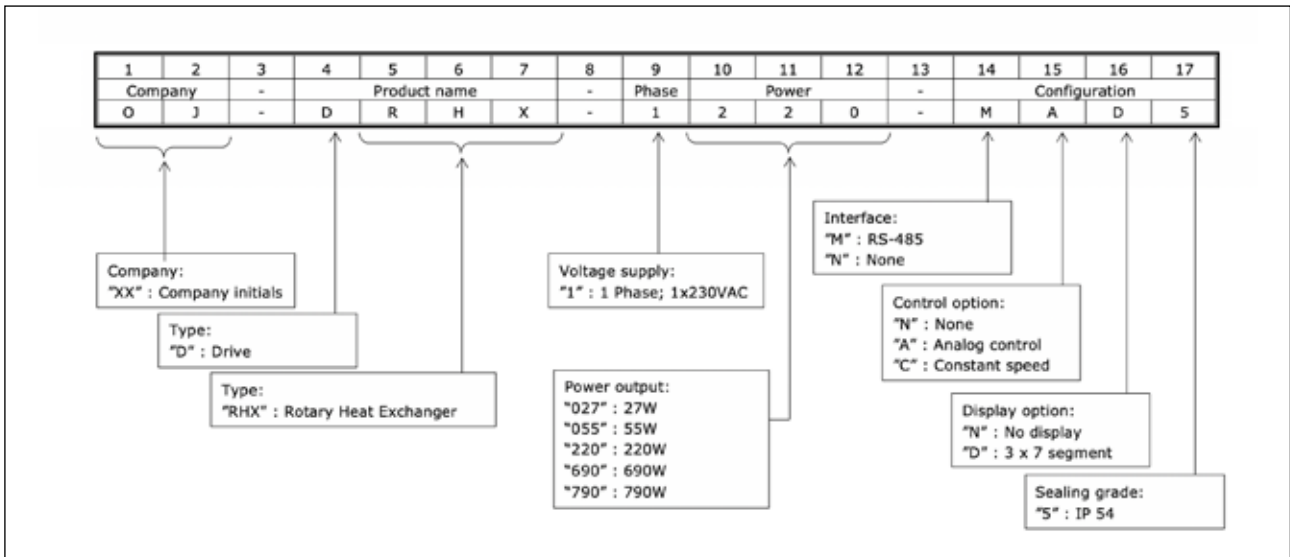 1 2 3 4 5 6 7 8 9 10 11 12 13 14 15 16 17
Company - Product name - Phase Power - Configuration
O J - D R H X - 1 2 2 0 - M A D 5
Interface:
"M" : RS-485
"N" : None
Company:
"XX" : Company initials
Voltage supply:
"1" : 1 Phase; 1x230VAC
Control option:
"N" : None
"A" : Analog control
"C" : Constant speed
Type:
"D" : Drive
Type:
"RHX" : Rotary Heat Exchanger
Power output:
"027" : 27W
"055" : 55W
"220" : 220W
"690" : 690W
"790" : 790W
Display option:
"N" : No display
"D" : 3 x 7 segment
Sealing grade:
"5" : IP 54